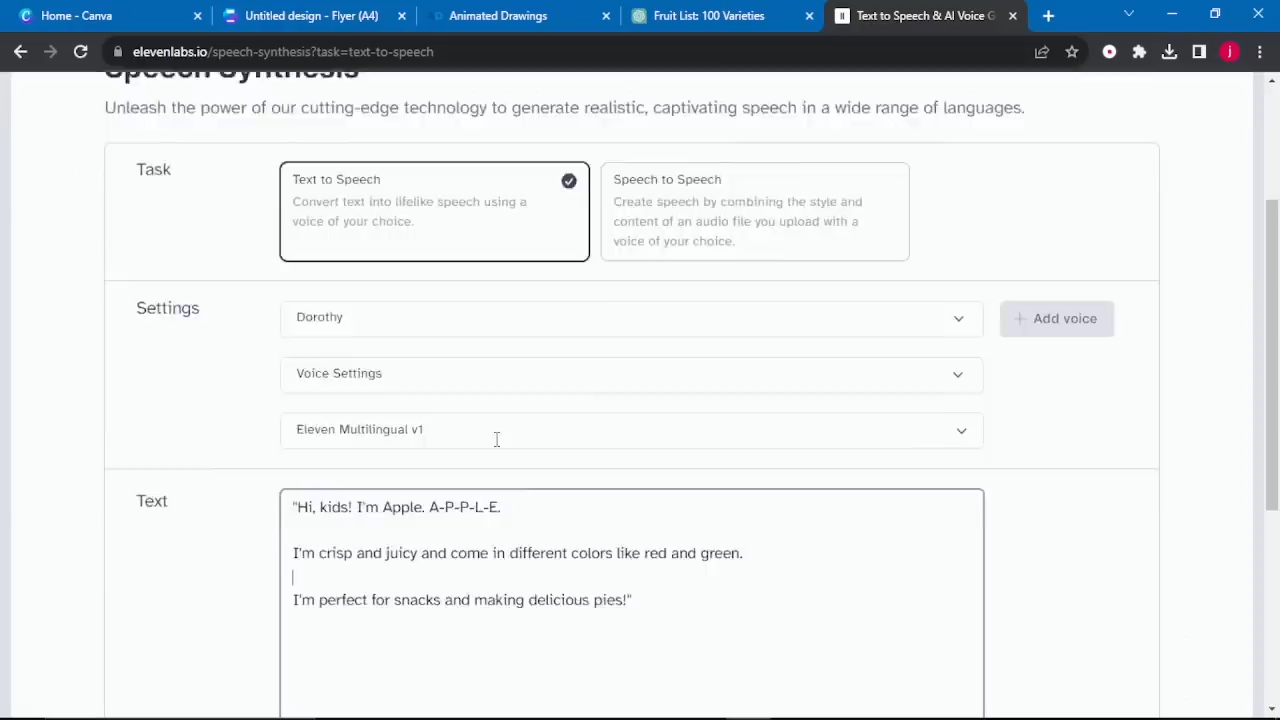 Home - Canva
Untitled design - Flyer (A4)
Animated Drawings
Fruit List: 100 Varieties
Text to Speech & AI Voice G
elevenlabs.io/speech-synthesis?task=text-to-speech
j
Speech Synthesis
Unleash the power of our cutting-edge technology to generate realistic, captivating speech in a wide range of languages.
Task
Text to Speech
Convert text into lifelike speech using a
voice of your choice.
Speech to Speech
Create speech by combining the style and
content of an audio file you upload with a
voice of your choice.
Settings
Dorothy
Add voice
Voice Settings
Eleven Multilingual v1
Text
"Hi, kids! I'm Apple. A-P-P-L-E.
I'm crisp and juicy and come in different colors like red and green.
I'm perfect for snacks and making delicious pies!"